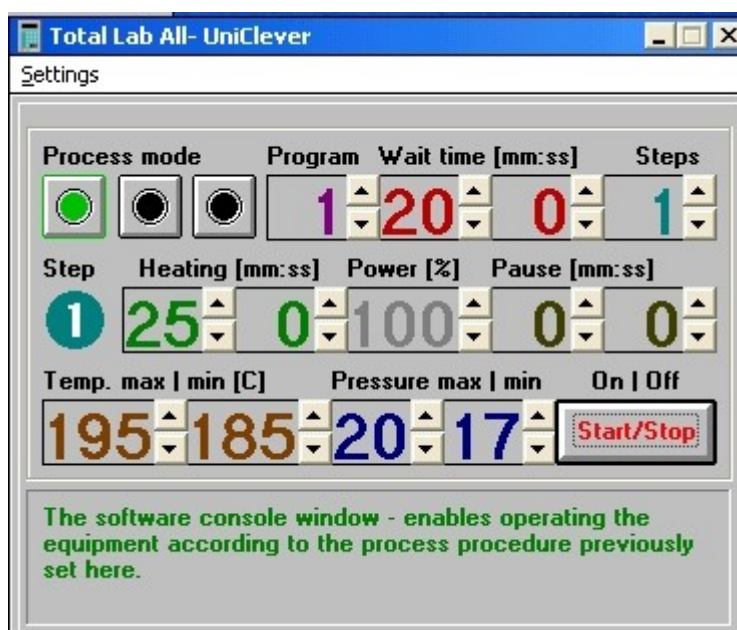 Total Lab All- UniClever
Settings
Process mode Program Wait time [mm:ss] Steps
1 20 0 1
Step Heating [mm:ss] Power [%] Pause [mm:ss]
1 25 0 100 0 0
Temp. max | min [C] Pressure max | min On | Off
195 185 20 17 Start/Stop
The software console window - enables operating the
equipment according to the process procedure previously
set here.